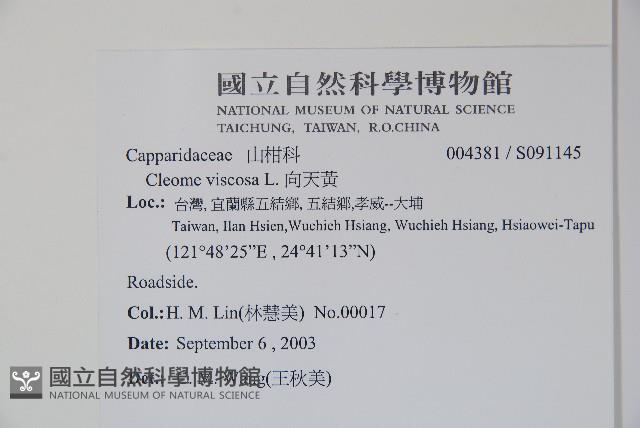 國立自然科學博物館
NATIONAL MUSEUM OF NATURAL SCIENCE
TAICHUNG, TAIWAN, R.O.CHINA
Capparidaceae 山柑科 004381 / S091145
Cleome viscosa L. 向天黃
Loc.: 台灣, 宜蘭縣五結鄉, 五結鄉,孝威--大埔
Taiwan, Ilan Hsien,Wuchieh Hsiang, Wuchieh Hsiang, Hsiaowei-Tapu
(121°48’25”E , 24°41’13”N)
Roadside.
Col.:H. M. Lin(林慧美) No.00017
Date: September 6 , 2003
(王秋美)
國立自然科學博物館
NATIONAL MUSEUM OF NATURAL SCIENCE